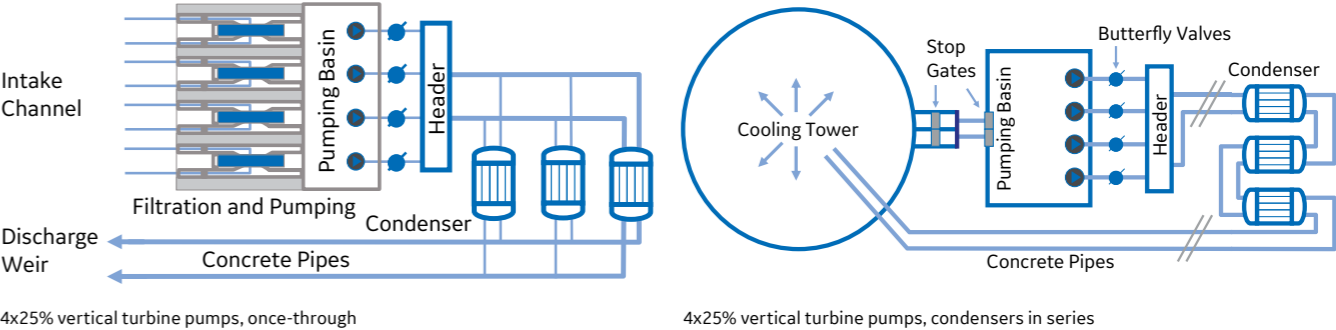 Intake
Channel
Pumping Basin
Header
Filtration and Pumping
Condenser
Discharge
Weir
Concrete Pipes
4x25% vertical turbine pumps, once-through
Cooling Tower
Stop
Gates
Pumping Basin
Butterfly Valves
Header
Condenser
Concrete Pipes
4x25% vertical turbine pumps, condensers in series